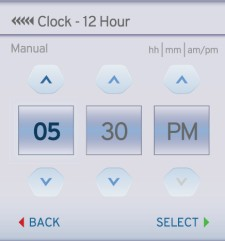 Clock - 12 Hour
Manual hh|mm|am/pm
05 30 PM
BACK SELECT